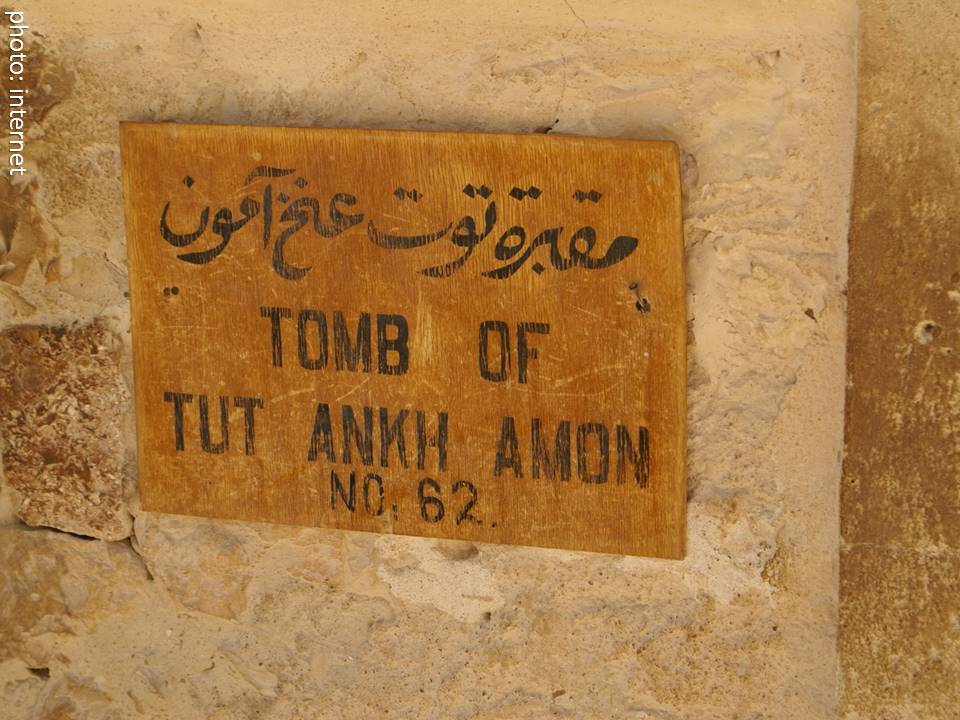 photo: internet
مقبرة توت عنخ آمون
TOMB OF
TUT ANKH AMON
NO. 62.